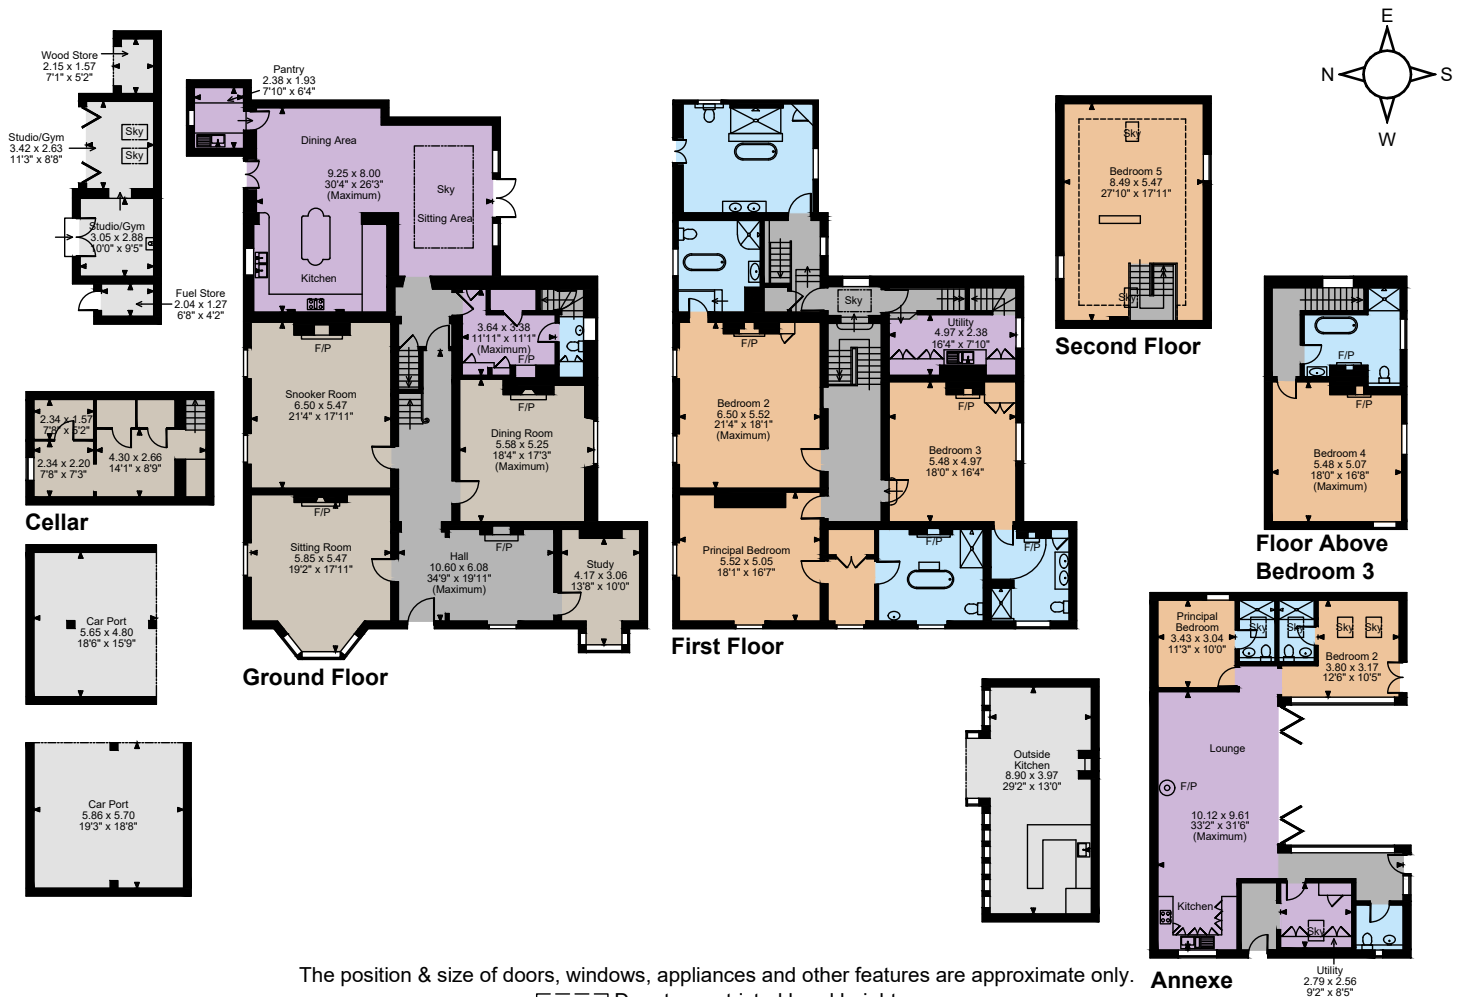 Wood Store
2.15 x 1.57
7'1" x 5'2"
Studio/Gym
3.42 x 2.63
11'3" x 8'8"
Sky
Sky
Studio/Gym
3.05 x 2.88
10'0" x 9'5"
Fuel Store
2.04 x 1.27
6'8" x 4'2"
2.34 x 1.57
7'8" x 5'2"
2.34 x 2.20
7'8" x 7'3"
4.30 x 2.66
14'1" x 8'9"
Cellar
Car Port
5.65 x 4.80
18'6" x 15'9"
Car Port
5.86 x 5.70
19'3" x 18'8"
Pantry
2.38 x 1.93
7'10" x 6'4"
Dining Area
9.25 x 8.00
30'4" x 26'3"
(Maximum)
Sky
Sitting Area
Kitchen
F/P
Snooker Room
6.50 x 5.47
21'4" x 17'11"
3.64 x 3.38
11'11" x 11'1"
(Maximum)
F/P
F/P
Dining Room
5.58 x 5.25
18'4" x 17'3"
(Maximum)
F/P
Sitting Room
5.85 x 5.47
19'2" x 17'11"
F/P
Hall
10.60 x 6.08
34'9" x 19'11"
(Maximum)
Study
4.17 x 3.06
13'8" x 10'0"
Ground Floor
Sky
F/P
Bedroom 2
6.50 x 5.52
21'4" x 18'1"
(Maximum)
Utility
4.97 x 2.38
16'4" x 7'10"
F/P
Bedroom 3
5.48 x 4.97
18'0" x 16'4"
Principal Bedroom
5.52 x 5.05
18'1" x 16'7"
F/P
F/P
First Floor
Sky
Bedroom 5
8.49 x 5.47
27'10" x 17'11"
Sky
Second Floor
E
N
S
W
F/P
F/P
Bedroom 4
5.48 x 5.07
18'0" x 16'8"
(Maximum)
Floor Above
Bedroom 3
Outside
Kitchen
8.90 x 3.97
29'2" x 13'0"
Principal
Bedroom
3.43 x 3.04
11'3" x 10'0"
Sky
Sky
Sky
Sky
Bedroom 2
3.80 x 3.17
12'6" x 10'5"
Lounge
F/P
10.12 x 9.61
33'2" x 31'6"
(Maximum)
Kitchen
Sky
Utility
2.79 x 2.56
9'2" x 8'5"
Annexe
The position & size of doors, windows, appliances and other features are approximate only.